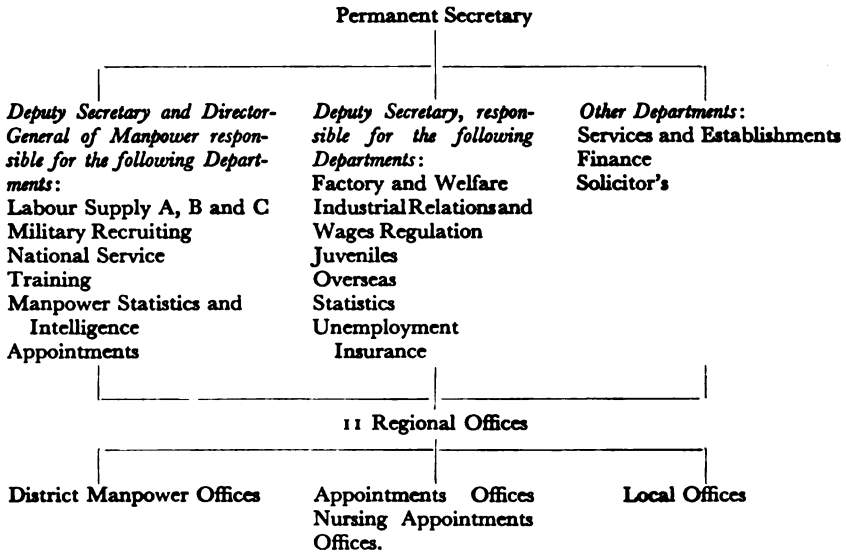 Permanent Secretary
Deputy Secretary and Director-
General of Manpower respon-
sible for the following Depart-
ments:
Labour Supply A, B and C
Military Recruiting
National Service
Training
Manpower Statistics and
Intelligence
Appointments
Deputy Secretary, respon-
sible for the following
Departments:
Factory and Welfare
Industrial Relations and
Wages Regulation
Juveniles
Overseas
Statistics
Unemployment
Insurance
Other Departments:
Services and Establishments
Finance
Solicitor's
11 Regional Offices
District Manpower Offices
Appointments Offices
Nursing Appointments
Offices.
Local Offices